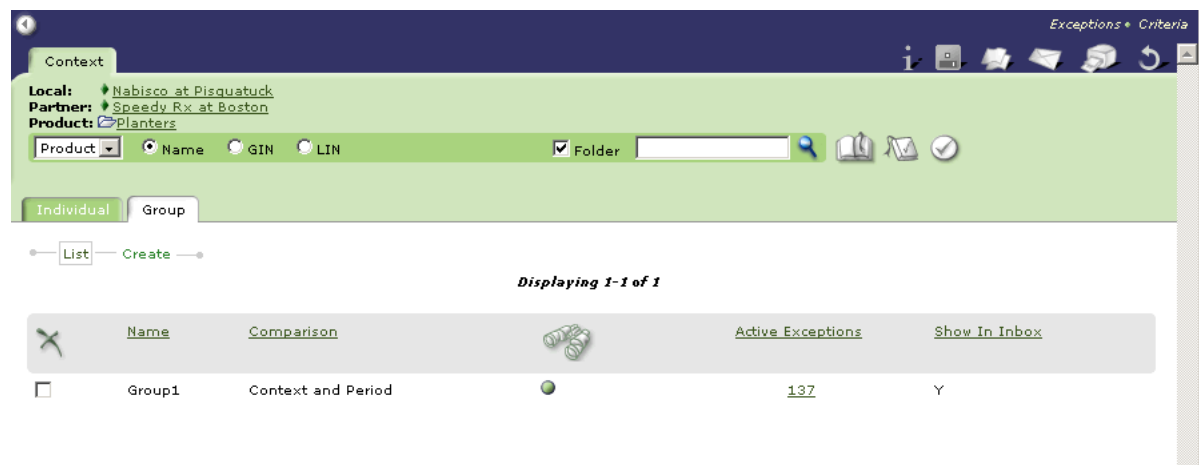 Exceptions • Criteria
Context
Local: Nabisco at Pisquatuck
Partner: Speedy Rx at Boston
Product: Planters
Product Name GIN LIN Folder
Individual Group
List Create
Displaying 1-1 of 1
Name Comparison Active Exceptions Show In Inbox
Group1 Context and Period 137 Y